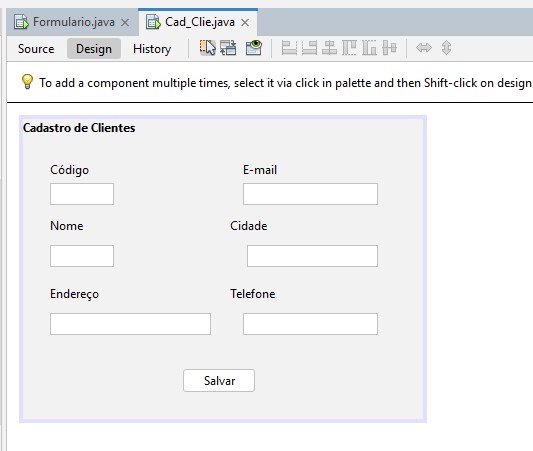 Formulario.java × Cad_Clie.java ×
Source Design History
To add a component multiple times, select it via click in palette and then Shift-click on design
Cadastro de Clientes
Código E-mail
Nome Cidade
Endereço Telefone
Salvar